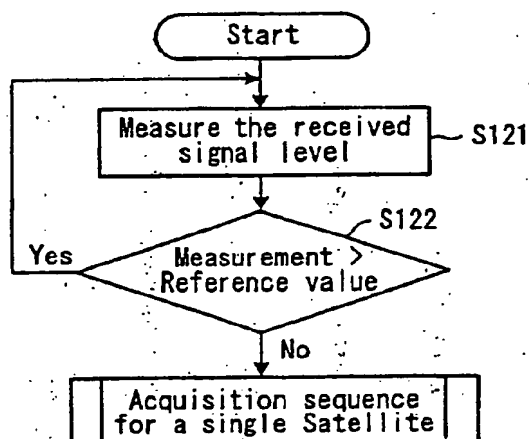 Start
Measure the received
signal level
S121
S122
Yes
Measurement >
Reference value
No
Acquisition sequence
for a single Satellite